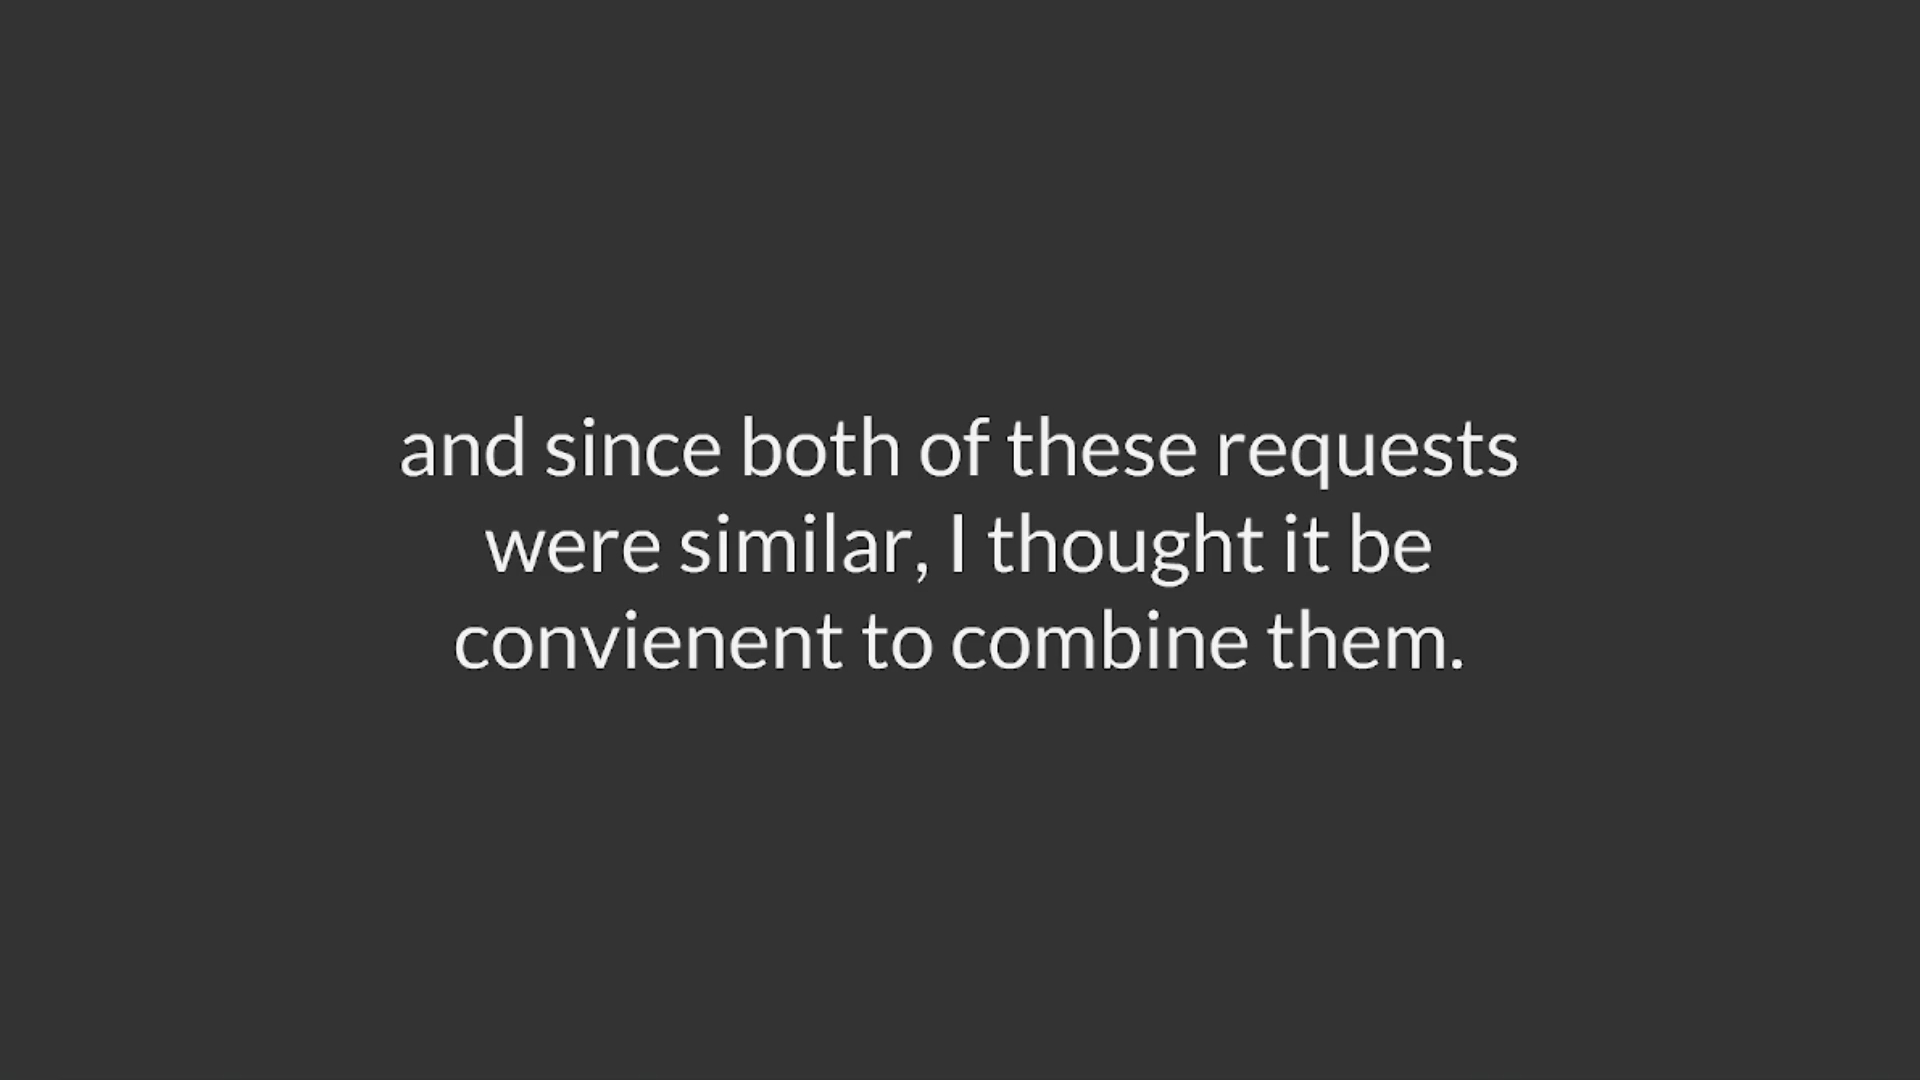 and since both of these requests
were similar, I thought it be
convienent to combine them.